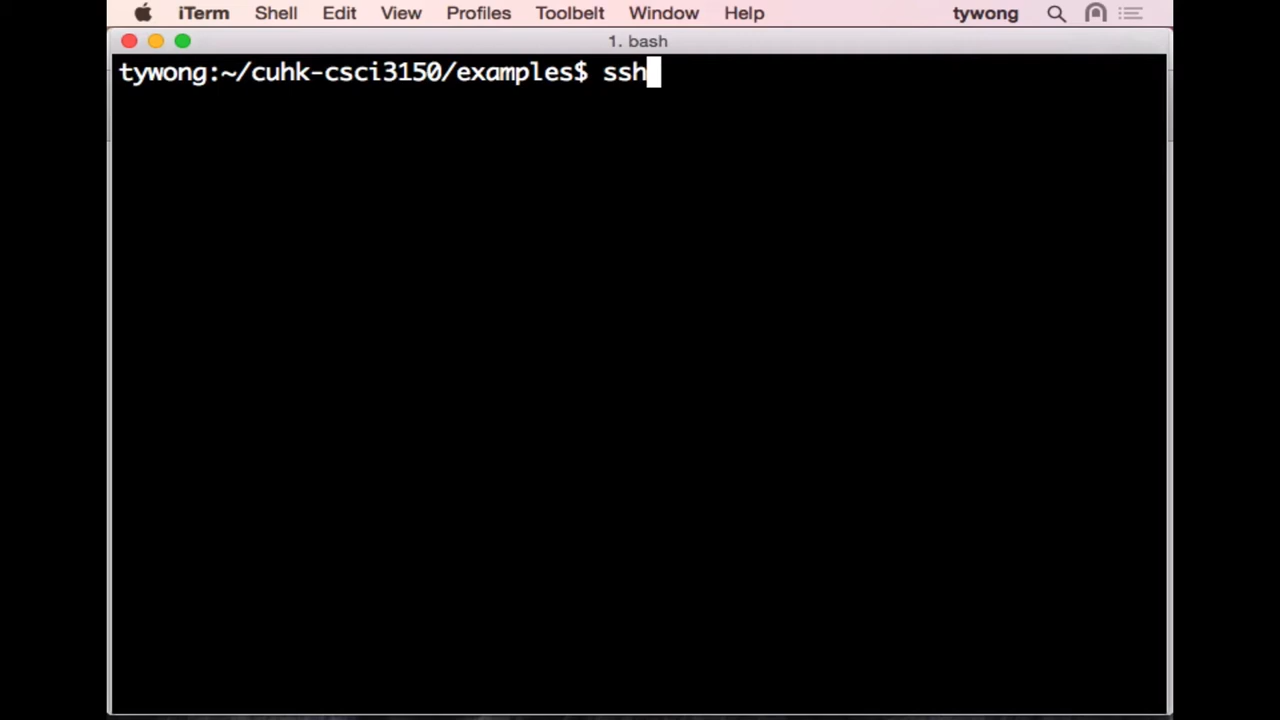 iTerm Shell Edit View Profiles Toolbelt Window Help tywong
1. bash
tywong:~/cuhk-csci3150/examples$ ssh